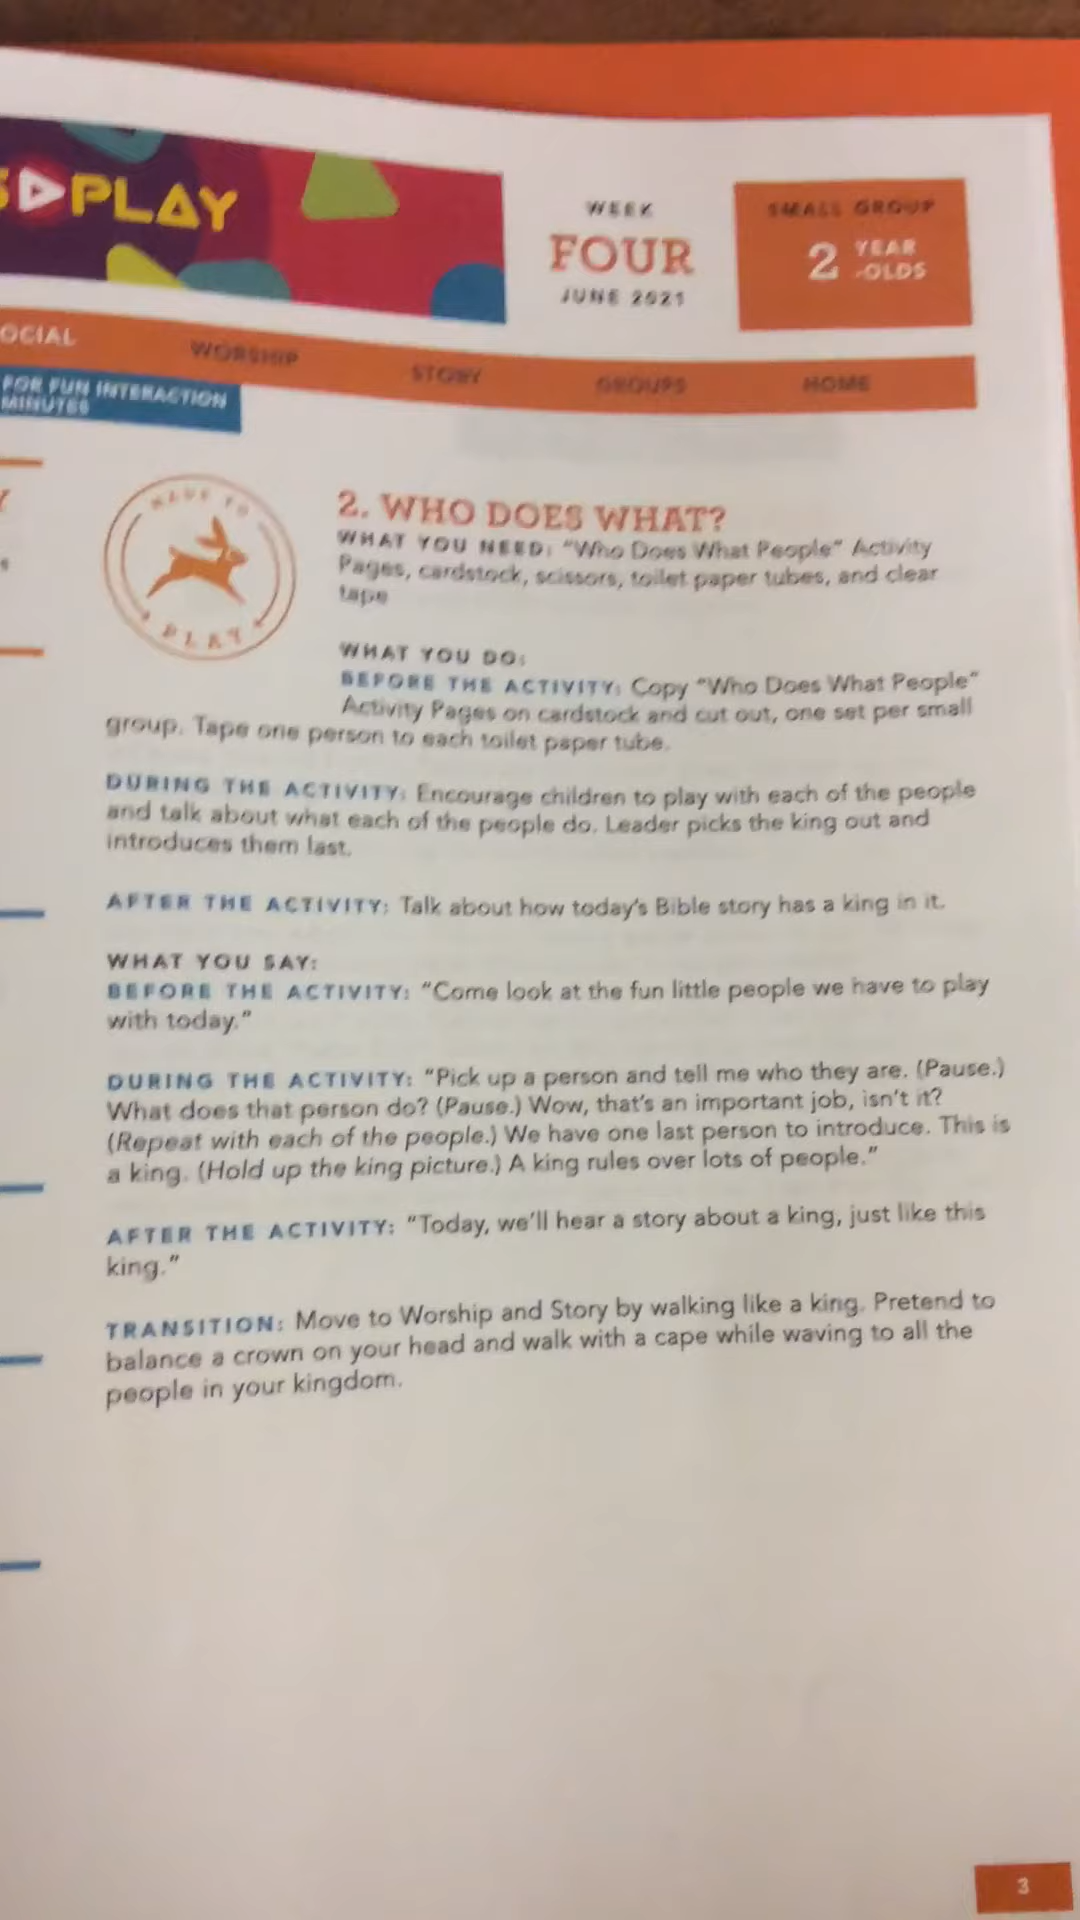 PLAY
WEEK
FOUR
JUNE 2021
SMALL GROUP
2 YEAR
-OLDS
OCIAL
WORSHIP
STORY
GROUPS
HOME
FOR FUN INTERACTION
MINUTES
MADE TO
PLAY
2. WHO DOES WHAT?
WHAT YOU NEED: “Who Does What People” Activity
Pages, cardstock, scissors, toilet paper tubes, and clear
tape
WHAT YOU DO:
BEFORE THE ACTIVITY: Copy “Who Does What People”
Activity Pages on cardstock and cut out, one set per small
group. Tape one person to each toilet paper tube.
DURING THE ACTIVITY: Encourage children to play with each of the people
and talk about what each of the people do. Leader picks the king out and
introduces them last.
AFTER THE ACTIVITY: Talk about how today’s Bible story has a king in it.
WHAT YOU SAY:
BEFORE THE ACTIVITY: “Come look at the fun little people we have to play
with today.”
DURING THE ACTIVITY: “Pick up a person and tell me who they are. (Pause.)
What does that person do? (Pause.) Wow, that’s an important job, isn’t it?
(Repeat with each of the people.) We have one last person to introduce. This is
a king. (Hold up the king picture.) A king rules over lots of people.”
AFTER THE ACTIVITY: “Today, we’ll hear a story about a king, just like this
king.”
TRANSITION: Move to Worship and Story by walking like a king. Pretend to
balance a crown on your head and walk with a cape while waving to all the
people in your kingdom.
3